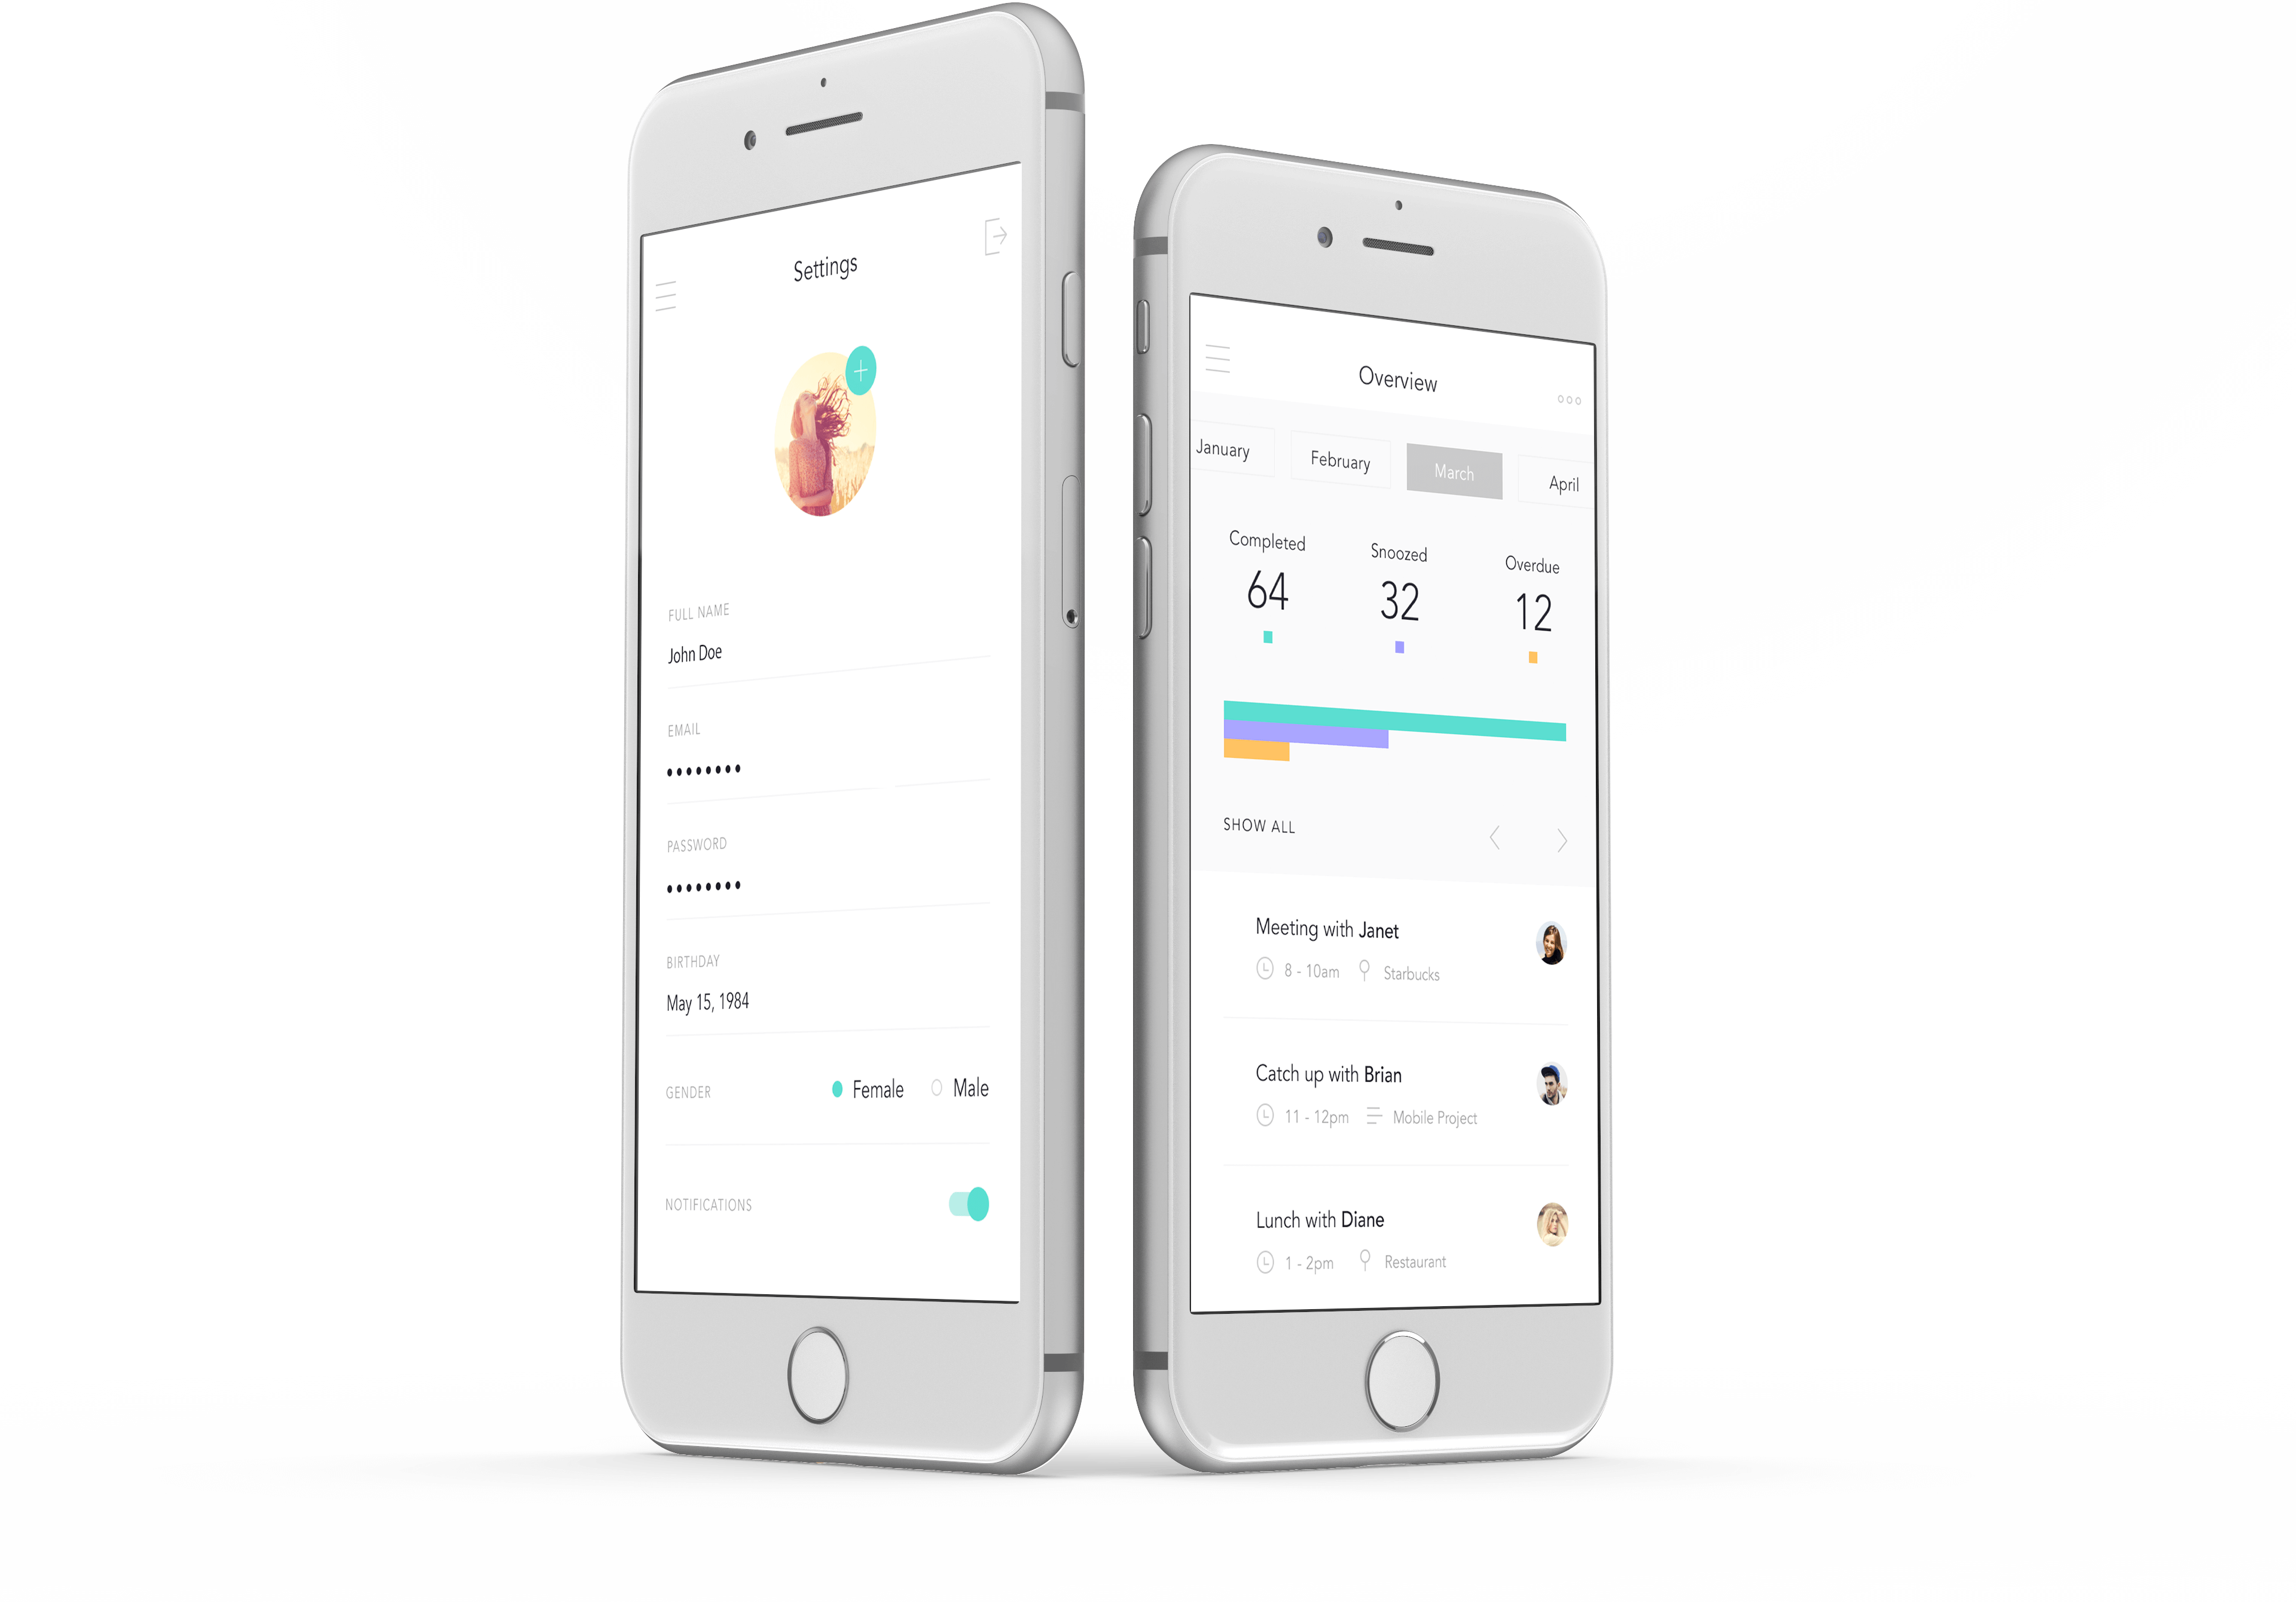 Settings
FULL NAME
John Doe
EMAIL
••••••••
PASSWORD
••••••••
BIRTHDAY
May 15, 1984
GENDER Female Male
NOTIFICATIONS
Overview
January February March April
Completed Snoozed Overdue
64 32 12
SHOW ALL
Meeting with Janet
8 - 10am Starbucks
Catch up with Brian
11 - 12pm Mobile Project
Lunch with Diane
1 - 2pm Restaurant